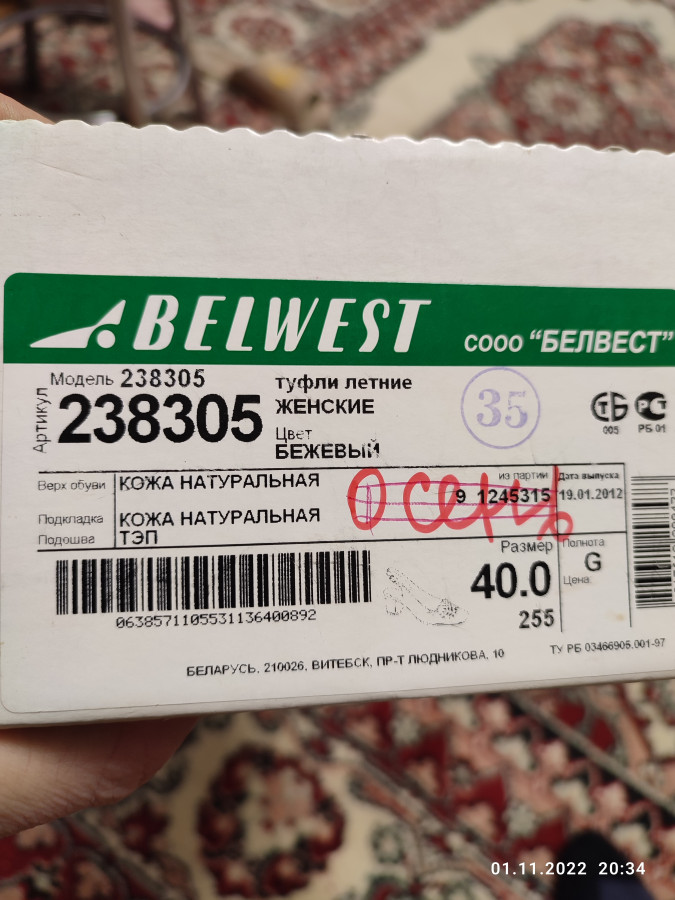 BELWEST
СООО "БЕЛВЕСТ"
Модель 238305
Артикул
238305
туфли летние
ЖЕНСКИЕ
Цвет
БЕЖЕВЫЙ
35
ТБ
005
РСТ
РБ 01
Верх обуви
КОЖА НАТУРАЛЬНАЯ
Подкладка
КОЖА НАТУРАЛЬНАЯ
Подошва
ТЭП
из партии
9 1245315
Дата выпуска
19.01.2012
Осень
Размер
40.0
255
Полнота
G
Цена
0638571105531136400892
БЕЛАРУСЬ, 210026, ВИТЕБСК, ПР-Т ЛЮДНИКОВА, 10
ТУ РБ 03466905.001-97
01.11.2022 20:34